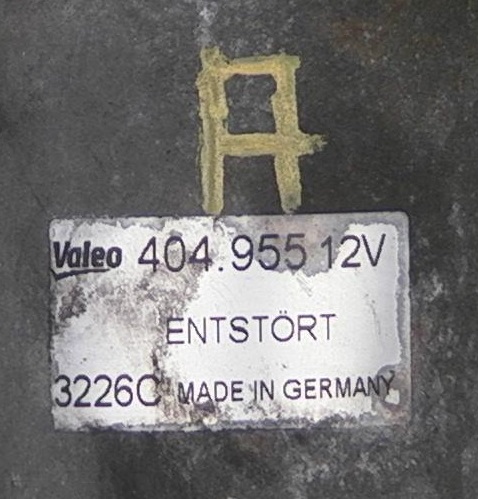 A
Valeo 404.955 12V
ENTSTÖRT
3226C MADE IN GERMANY